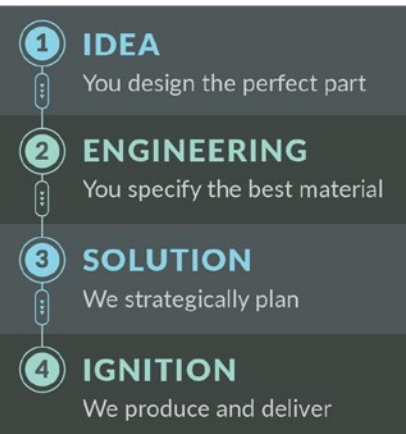 1
IDEA
You design the perfect part
2
ENGINEERING
You specify the best material
3
SOLUTION
We strategically plan
4
IGNITION
We produce and deliver